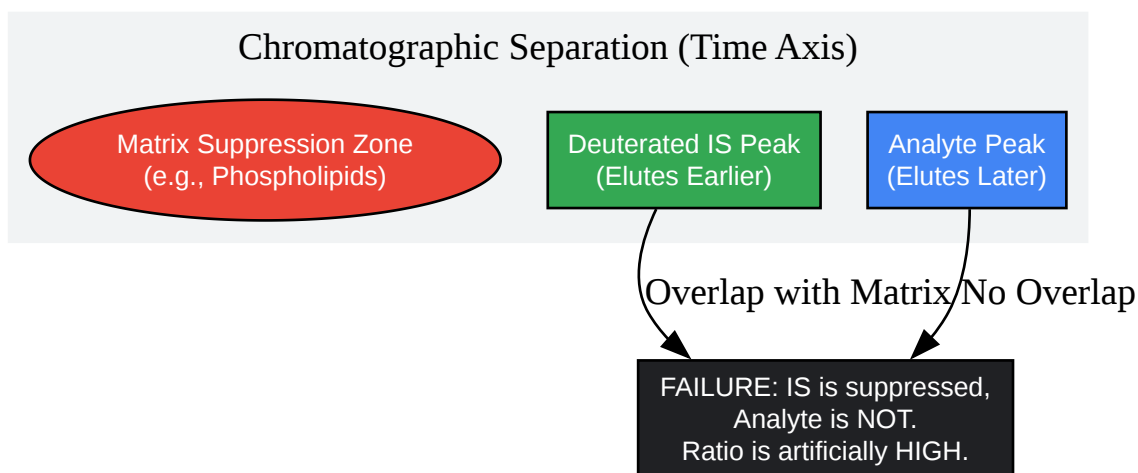 Chromatographic Separation (Time Axis)
Matrix Suppression Zone
(e.g., Phospholipids)
Deuterated IS Peak
(Elutes Earlier)
Analyte Peak
(Elutes Later)
Overlap with Matrix
No Overlap
FAILURE: IS is suppressed,
Analyte is NOT.
Ratio is artificially HIGH.